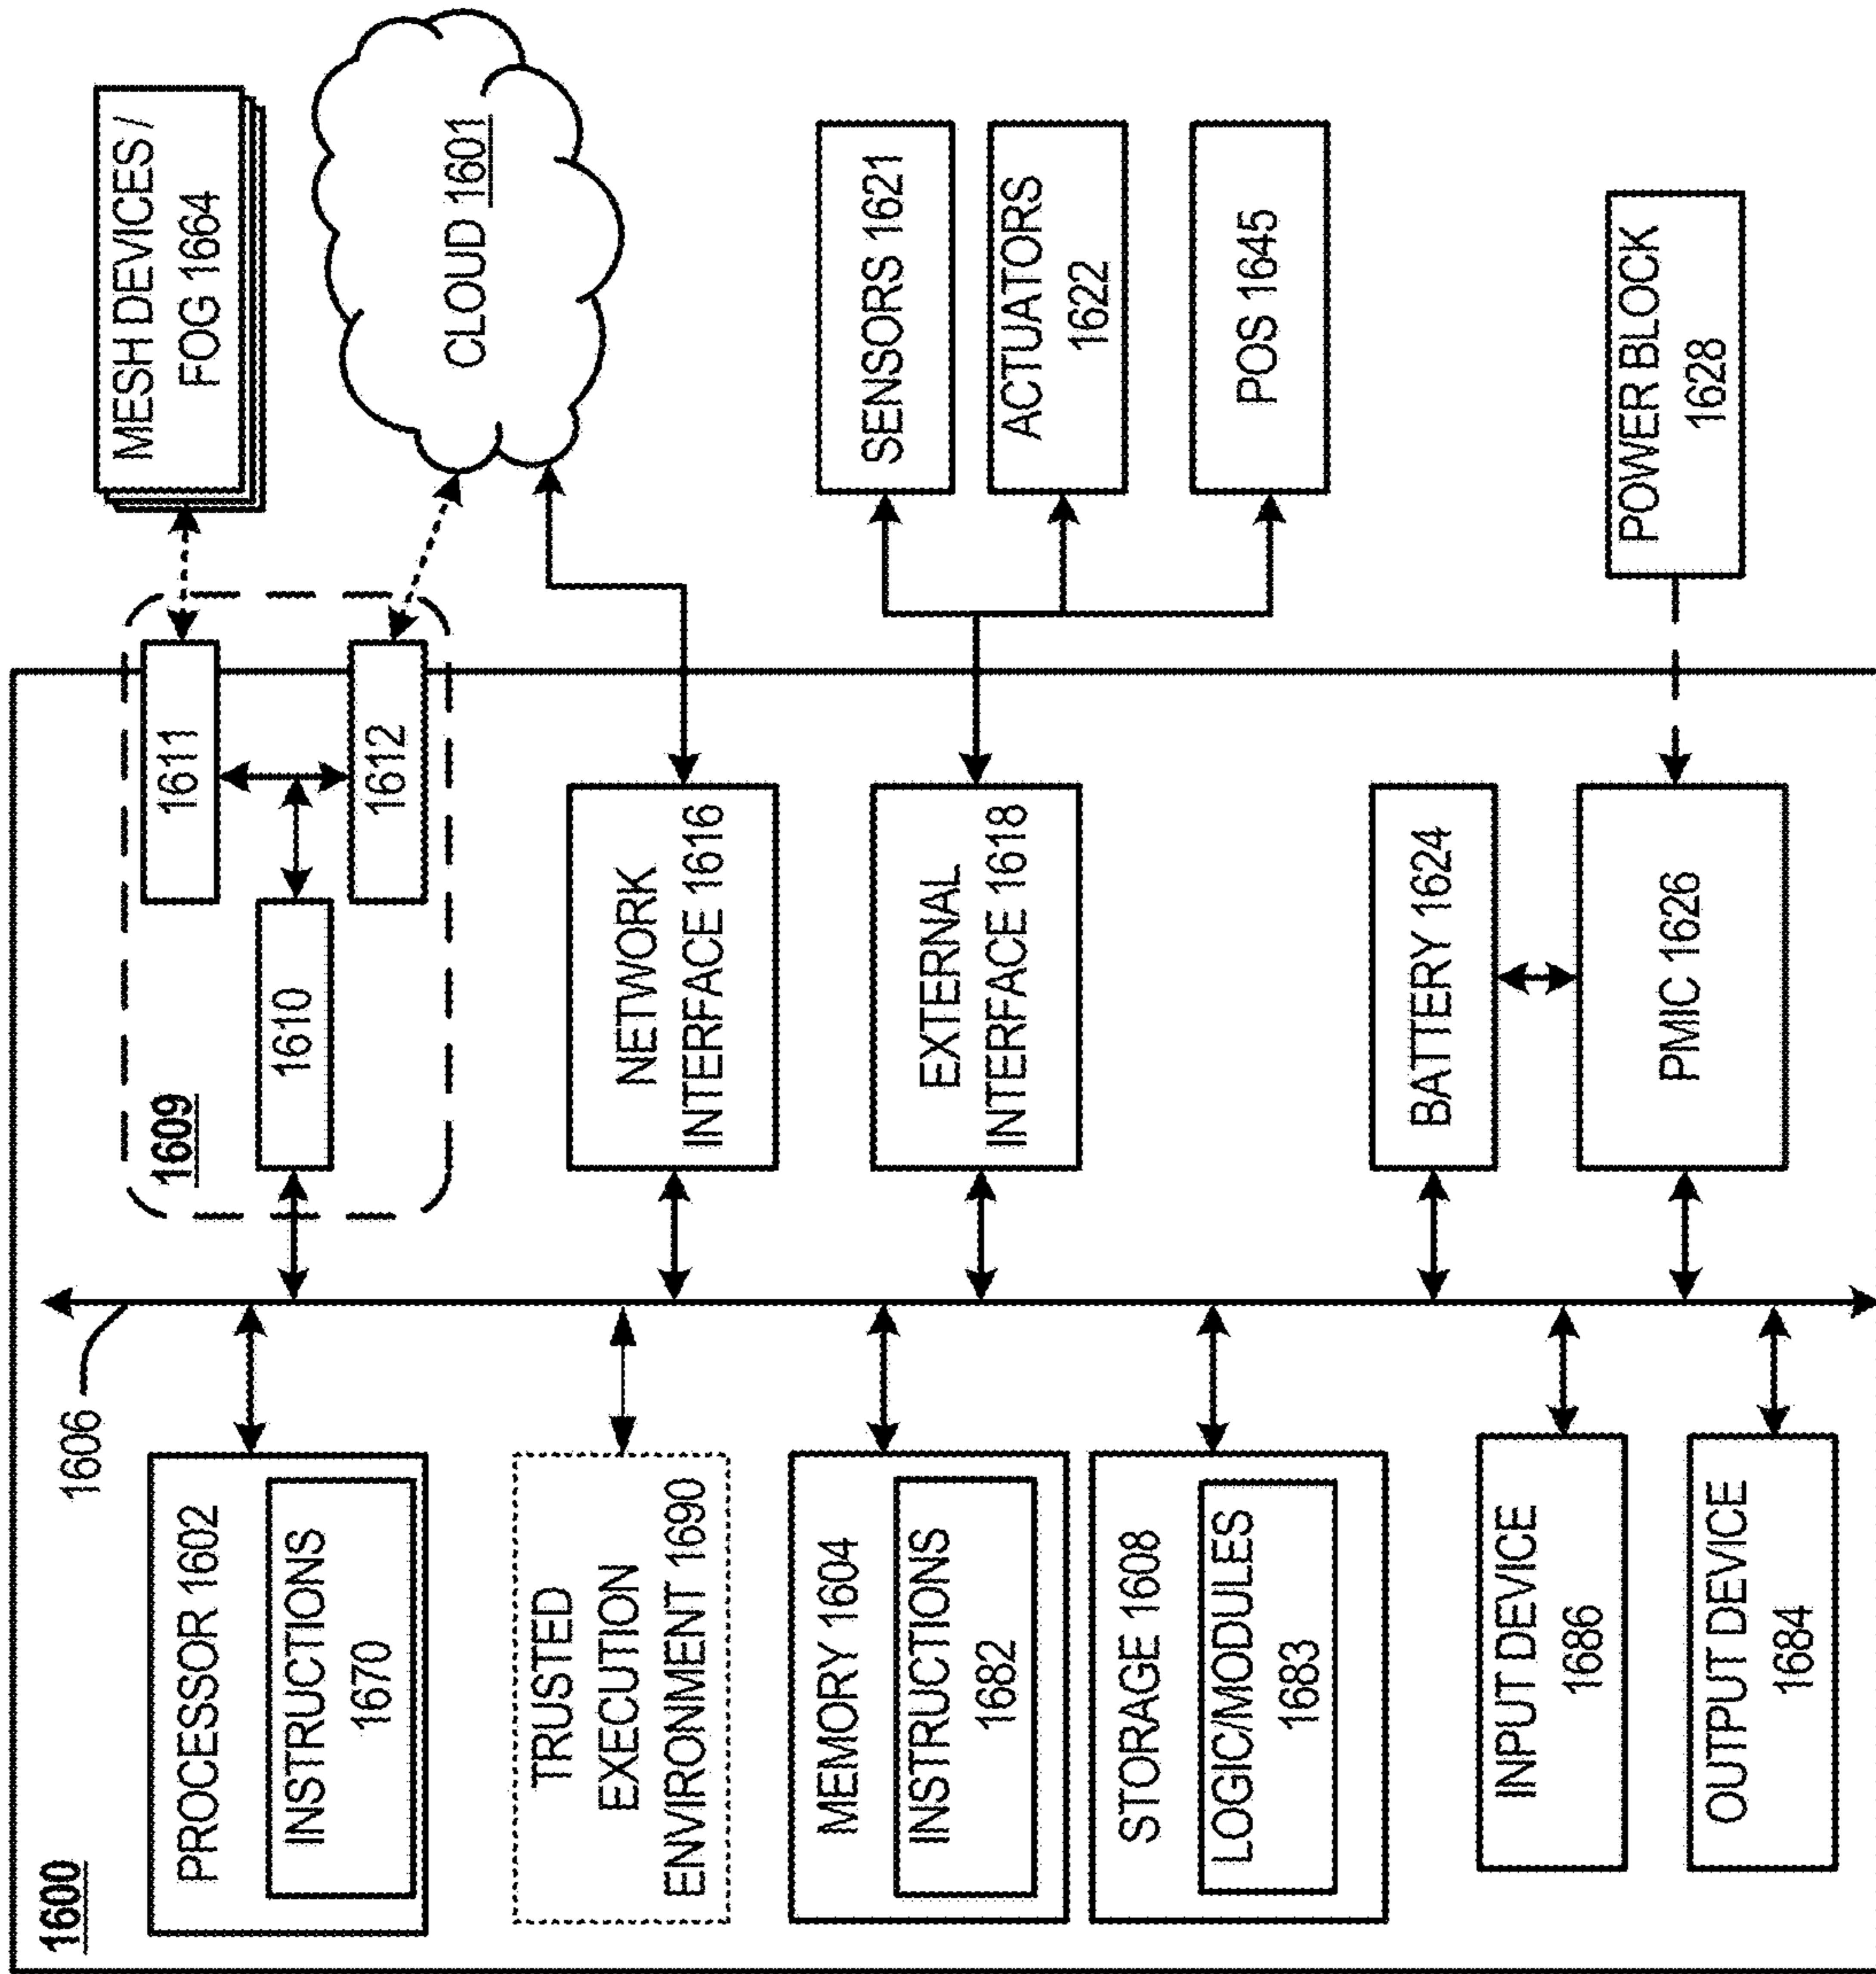 1600
1606
PROCESSOR 1602
INSTRUCTIONS
1670
TRUSTED
EXECUTION
ENVIRONMENT 1690
MEMORY 1604
INSTRUCTIONS
1682
STORAGE 1608
LOGIC/MODULES
1683
INPUT DEVICE
1686
OUTPUT DEVICE
1684
1609
1610
1611
1612
NETWORK
INTERFACE 1616
EXTERNAL
INTERFACE 1618
BATTERY 1624
PMIC 1626
MESH DEVICES /
FOG 1664
CLOUD 1601
SENSORS 1621
ACTUATORS
1622
POS 1645
POWER BLOCK
1628